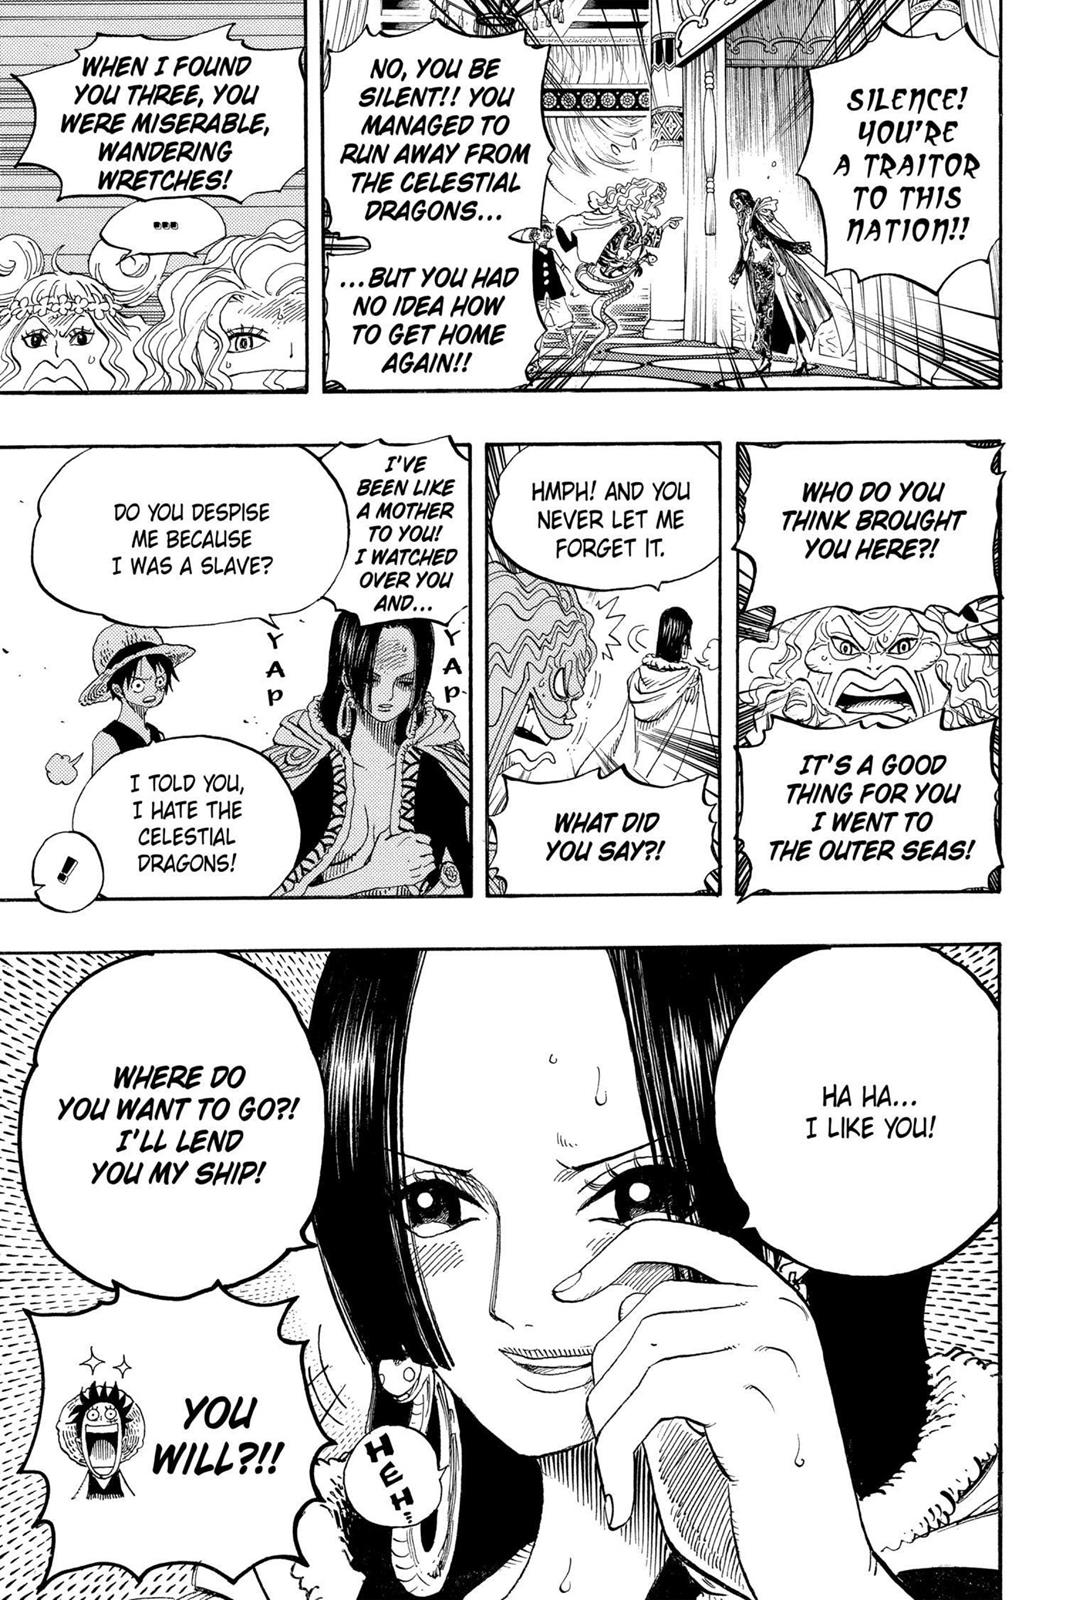 SILENCE!
YOU'RE
A TRAITOR
TO THIS
NATION!!
NO, YOU BE
SILENT!! YOU
MANAGED TO
RUN AWAY FROM
THE CELESTIAL
DRAGONS...
...BUT YOU HAD
NO IDEA HOW
TO GET HOME
AGAIN!!
WHEN I FOUND
YOU THREE, YOU
WERE MISERABLE,
WANDERING
WRETCHES!
...
WHO DO YOU
THINK BROUGHT
YOU HERE?!
IT'S A GOOD
THING FOR YOU
I WENT TO
THE OUTER SEAS!
HMPH! AND YOU
NEVER LET ME
FORGET IT.
WHAT DID
YOU SAY?!
I'VE
BEEN LIKE
A MOTHER
TO YOU!
I WATCHED
OVER YOU
AND...
YAP
YAP
DO YOU DESPISE
ME BECAUSE
I WAS A SLAVE?
I TOLD YOU,
I HATE THE
CELESTIAL
DRAGONS!
!
HA HA...
I LIKE YOU!
WHERE DO
YOU WANT TO GO?!
I'LL LEND
YOU MY SHIP!
HEH...
YOU
WILL?!!